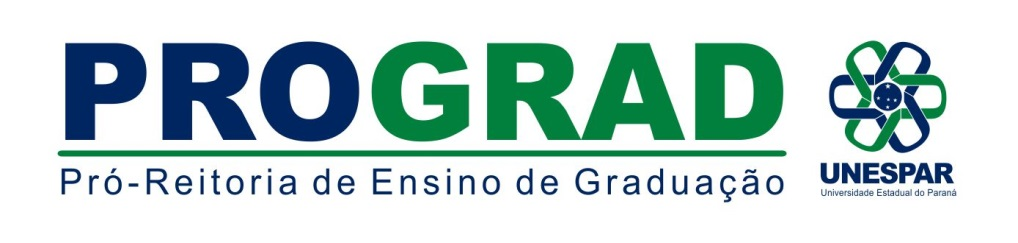 PROGRAD
Pró-Reitoria de Ensino de Graduação
UNESPAR
Universidade Estadual do Paraná